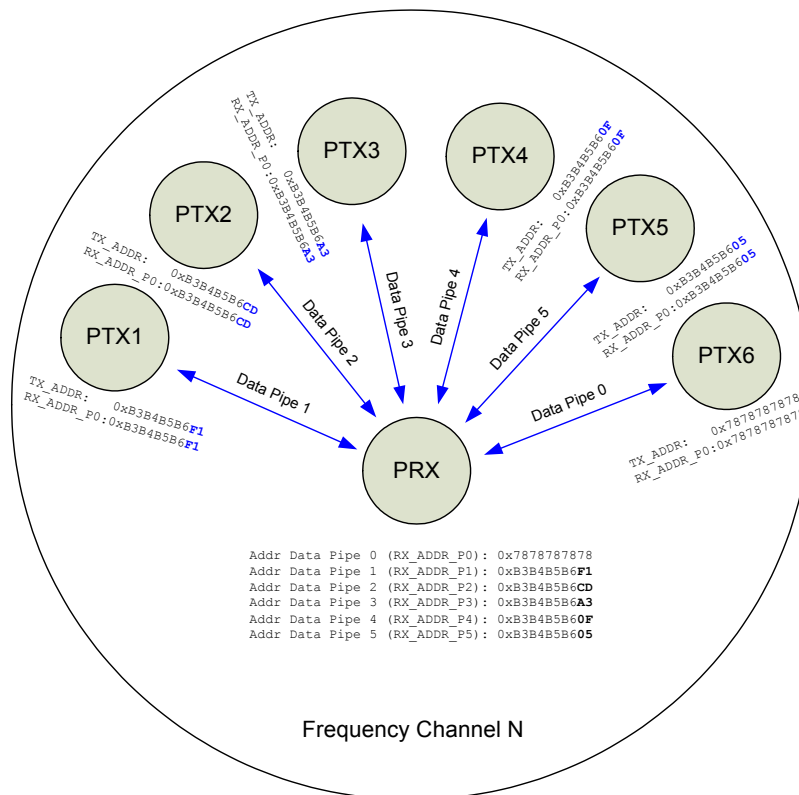 PTX3
PTX4
PTX2
PTX5
PTX1
PTX6
TX_ADDR: 0xB3B4B5B6A3
RX_ADDR_P0:0xB3B4B5B6A3
TX_ADDR: 0xB3B4B5B60F
RX_ADDR_P0:0xB3B4B5B60F
TX_ADDR: 0xB3B4B5B6CD
RX_ADDR_P0:0xB3B4B5B6CD
TX_ADDR: 0xB3B4B5B605
RX_ADDR_P0:0xB3B4B5B605
TX_ADDR: 0xB3B4B5B6F1
RX_ADDR_P0:0xB3B4B5B6F1
TX_ADDR: 0x7878787878
RX_ADDR_P0:0x787878787
Data Pipe 1
Data Pipe 2
Data Pipe 3
Data Pipe 4
Data Pipe 5
Data Pipe 0
PRX
Addr Data Pipe 0 (RX_ADDR_P0): 0x7878787878
Addr Data Pipe 1 (RX_ADDR_P1): 0xB3B4B5B6F1
Addr Data Pipe 2 (RX_ADDR_P2): 0xB3B4B5B6CD
Addr Data Pipe 3 (RX_ADDR_P3): 0xB3B4B5B6A3
Addr Data Pipe 4 (RX_ADDR_P4): 0xB3B4B5B60F
Addr Data Pipe 5 (RX_ADDR_P5): 0xB3B4B5B605
Frequency Channel N